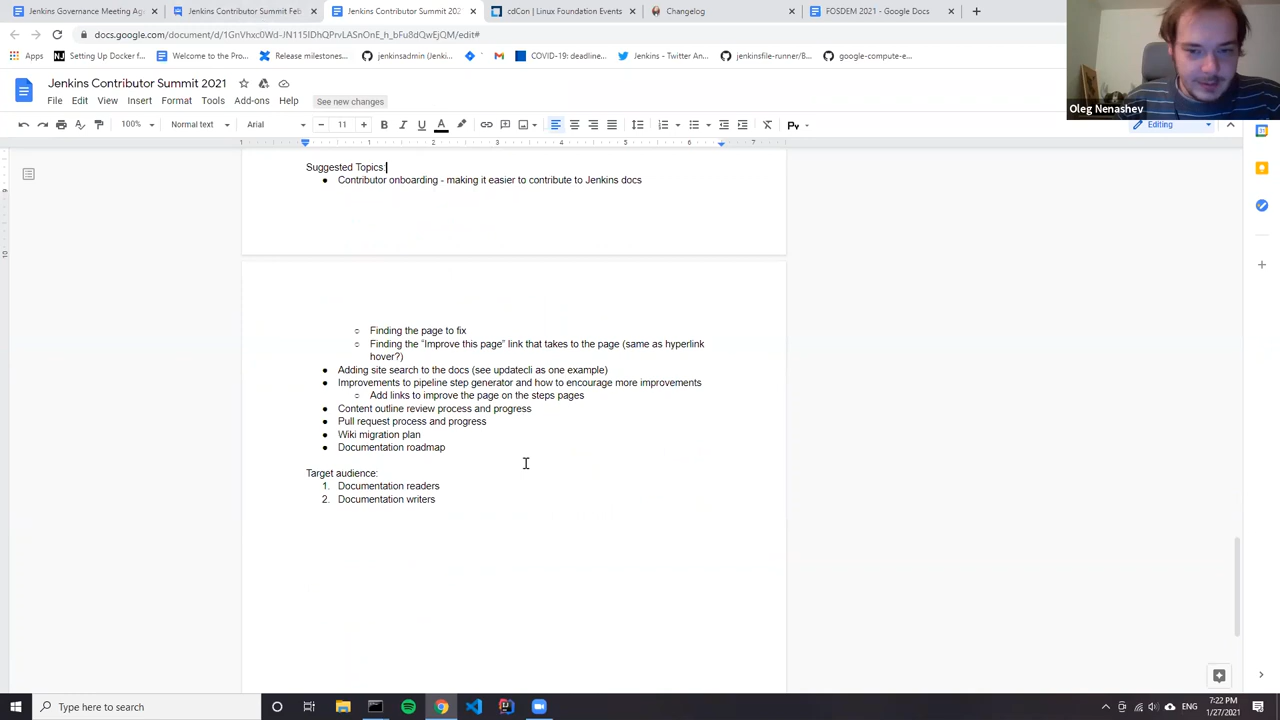 Jenkins Governance Meeting Ag
Jenkins Contributor Summit Feb
Jenkins Contributor Summit 202
cdCon | Linux Foundation Events
Changelog
FOSDEM 2021 - Google Docs
Apps
Setting Up Docker f...
Welcome to the Pro...
Release milestones...
jenkinsadmin (Jenki...
COVID-19: deadline...
Jenkins - Twitter An...
jenkinsfile-runner/B...
google-compute-e...
Oleg Nenashev
Jenkins Contributor Summit 2021
File Edit View Insert Format Tools Add-ons Help See new changes
100% Normal text Arial 11 B I U A Editing
1 1 2 3 4 5 6 7
Suggested Topics:
● Contributor onboarding - making it easier to contribute to Jenkins docs
○ Finding the page to fix
○ Finding the “Improve this page” link that takes to the page (same as hyperlink
hover?)
● Adding site search to the docs (see updatecli as one example)
● Improvements to pipeline step generator and how to encourage more improvements
○ Add links to improve the page on the steps pages
● Content outline review process and progress
● Pull request process and progress
● Wiki migration plan
● Documentation roadmap
Target audience:
1. Documentation readers
2. Documentation writers
Type here to search
ENG
7:22 PM
1/27/2021